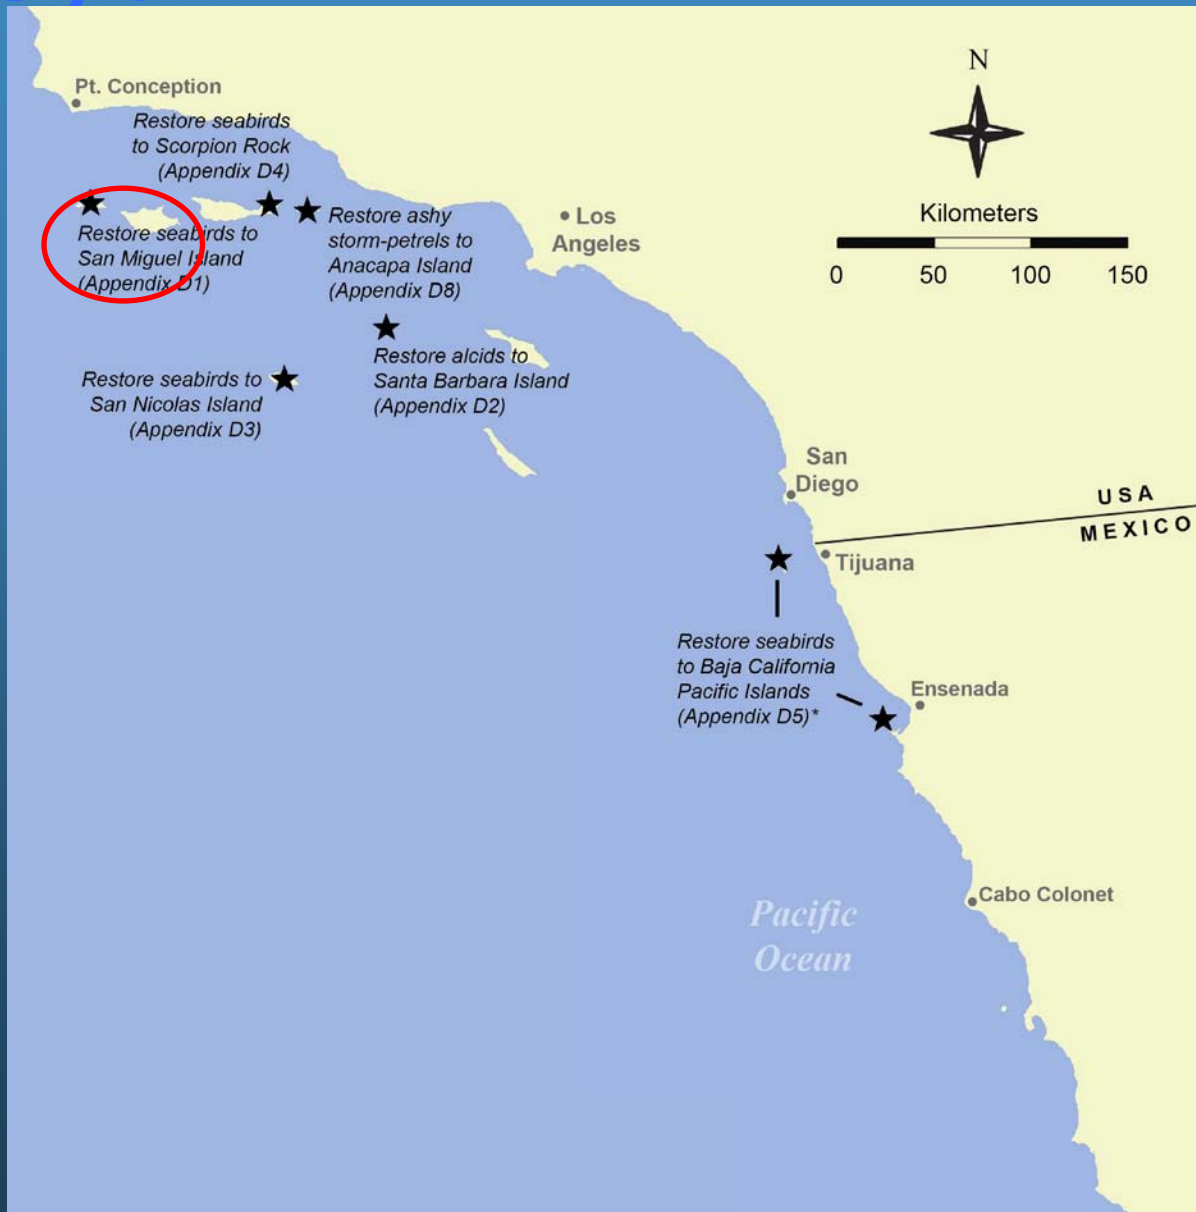 Pt. Conception
Restore seabirds
to Scorpion Rock
(Appendix D4)
N
Kilometers
0 50 100 150
Los
Angeles
Restore seabirds to
San Miguel Island
(Appendix D1)
Restore ashy
storm-petrels to
Anacapa Island
(Appendix D8)
Restore alcids to
Santa Barbara Island
(Appendix D2)
Restore seabirds to
San Nicolas Island
(Appendix D3)
San
Diego
USA
MEXICO
Tijuana
Restore seabirds
to Baja California
Pacific Islands
(Appendix D5)*
Ensenada
Cabo Colonet
Pacific
Ocean